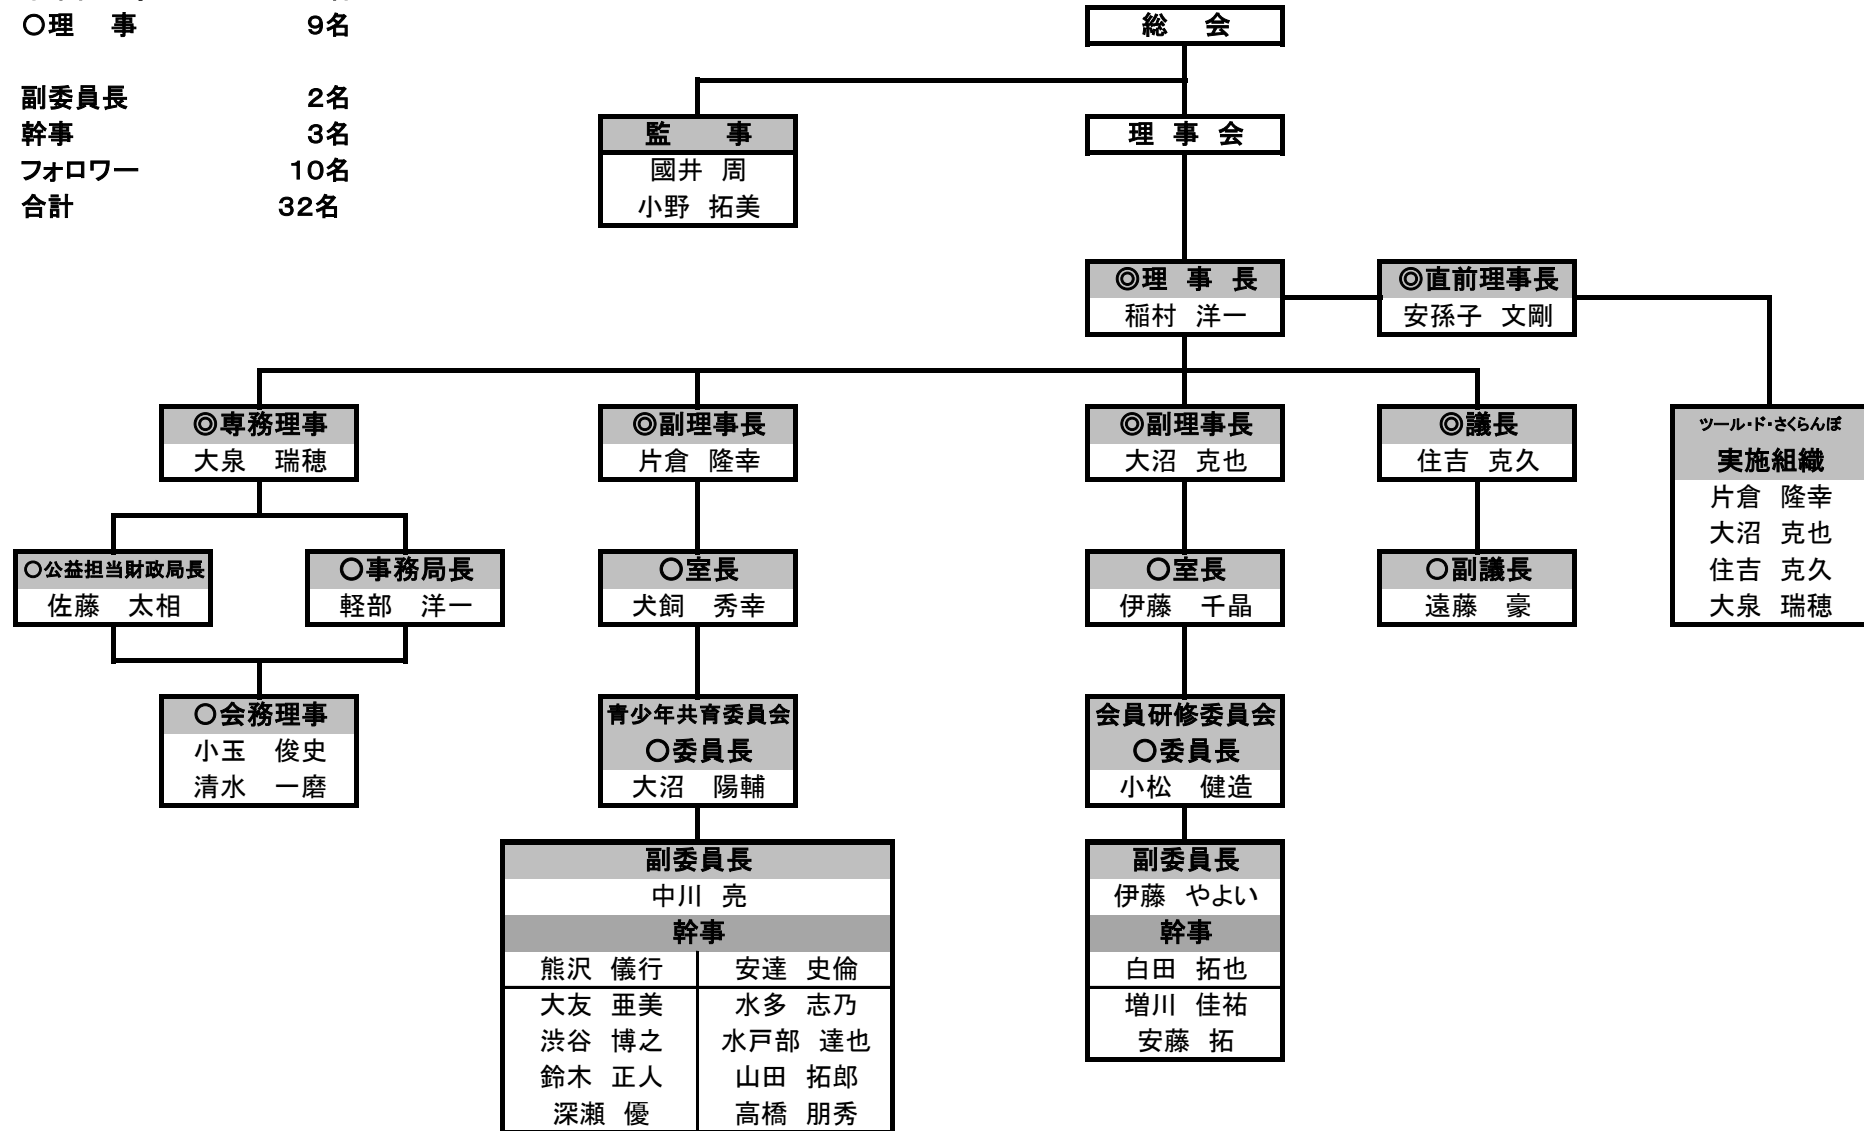 〇理　事　9名
副委員長　2名
幹事　3名
フォロワー　10名
合計　32名
総　会
監　事
國井　周
小野　拓美
理　事　会
◎理　事　長
稲村　洋一
◎直前理事長
安孫子　文剛
◎専務理事
大泉　瑞穂
◎副理事長
片倉　隆幸
◎副理事長
大沼　克也
◎議長
住吉　克久
ツール・ド・さくらんぼ
実施組織
片倉　隆幸
大沼　克也
住吉　克久
大泉　瑞穂
〇公益担当財政局長
佐藤　太相
〇事務局長
軽部　洋一
〇室長
犬飼　秀幸
〇室長
伊藤　千晶
〇副議長
遠藤　豪
〇会務理事
小玉　俊史
清水　一磨
青少年共育委員会
〇委員長
大沼　陽輔
会員研修委員会
〇委員長
小松　健造
副委員長
中川　亮
幹事
熊沢　儀行　安達　史倫
大友　亜美　水多　志乃
渋谷　博之　水戸部　達也
鈴木　正人　山田　拓郎
深瀬　優　高橋　朋秀
副委員長
伊藤　やよい
幹事
白田　拓也
増川　佳祐
安藤　拓